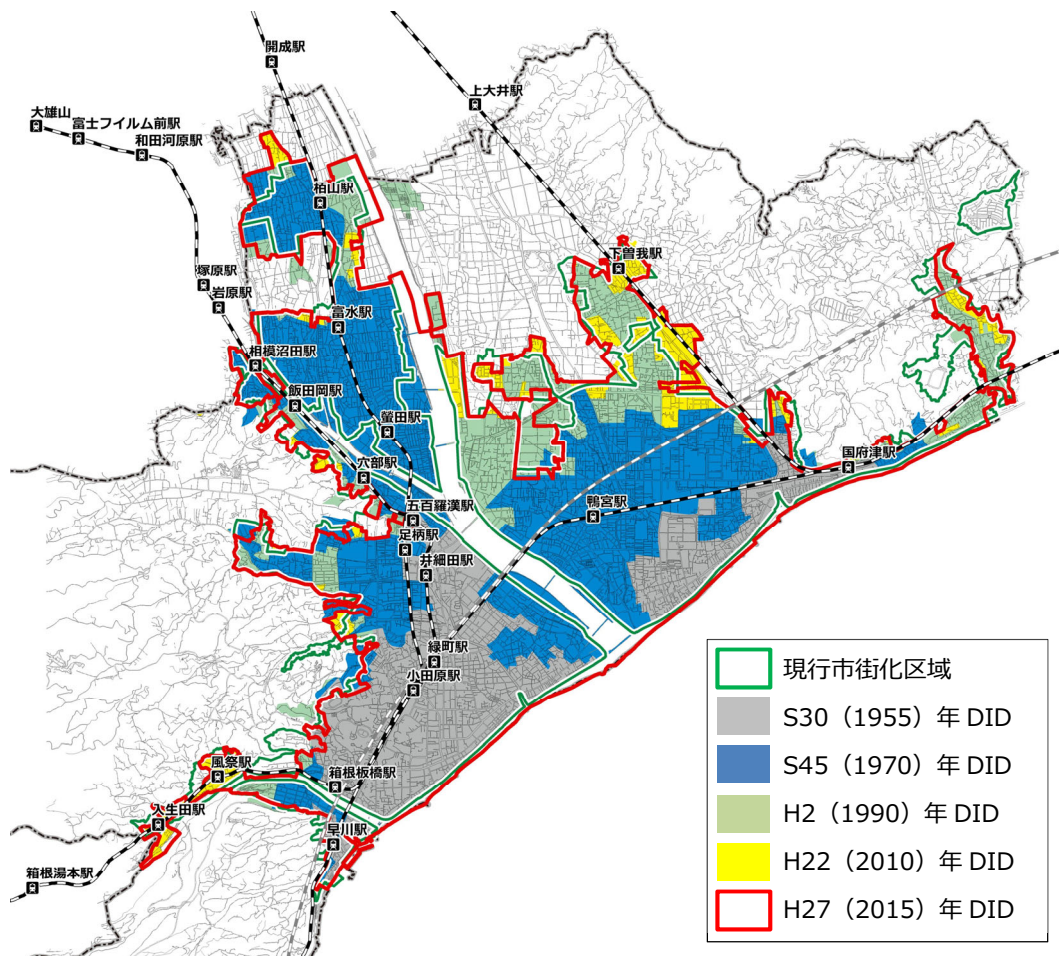 開成駅
上大井駅
大雄山
富士フイルム前駅
和田河原駅
栢山駅
下曽我駅
塚原駅
岩原駅
富水駅
相模沼田駅
飯田岡駅
螢田駅
穴部駅
国府津駅
五百羅漢駅
鴨宮駅
足柄駅
井細田駅
緑町駅
小田原駅
風祭駅
箱根板橋駅
入生田駅
早川駅
箱根湯本駅
現行市街化区域
S30（1955）年 DID
S45（1970）年 DID
H2（1990）年 DID
H22（2010）年 DID
H27（2015）年 DID